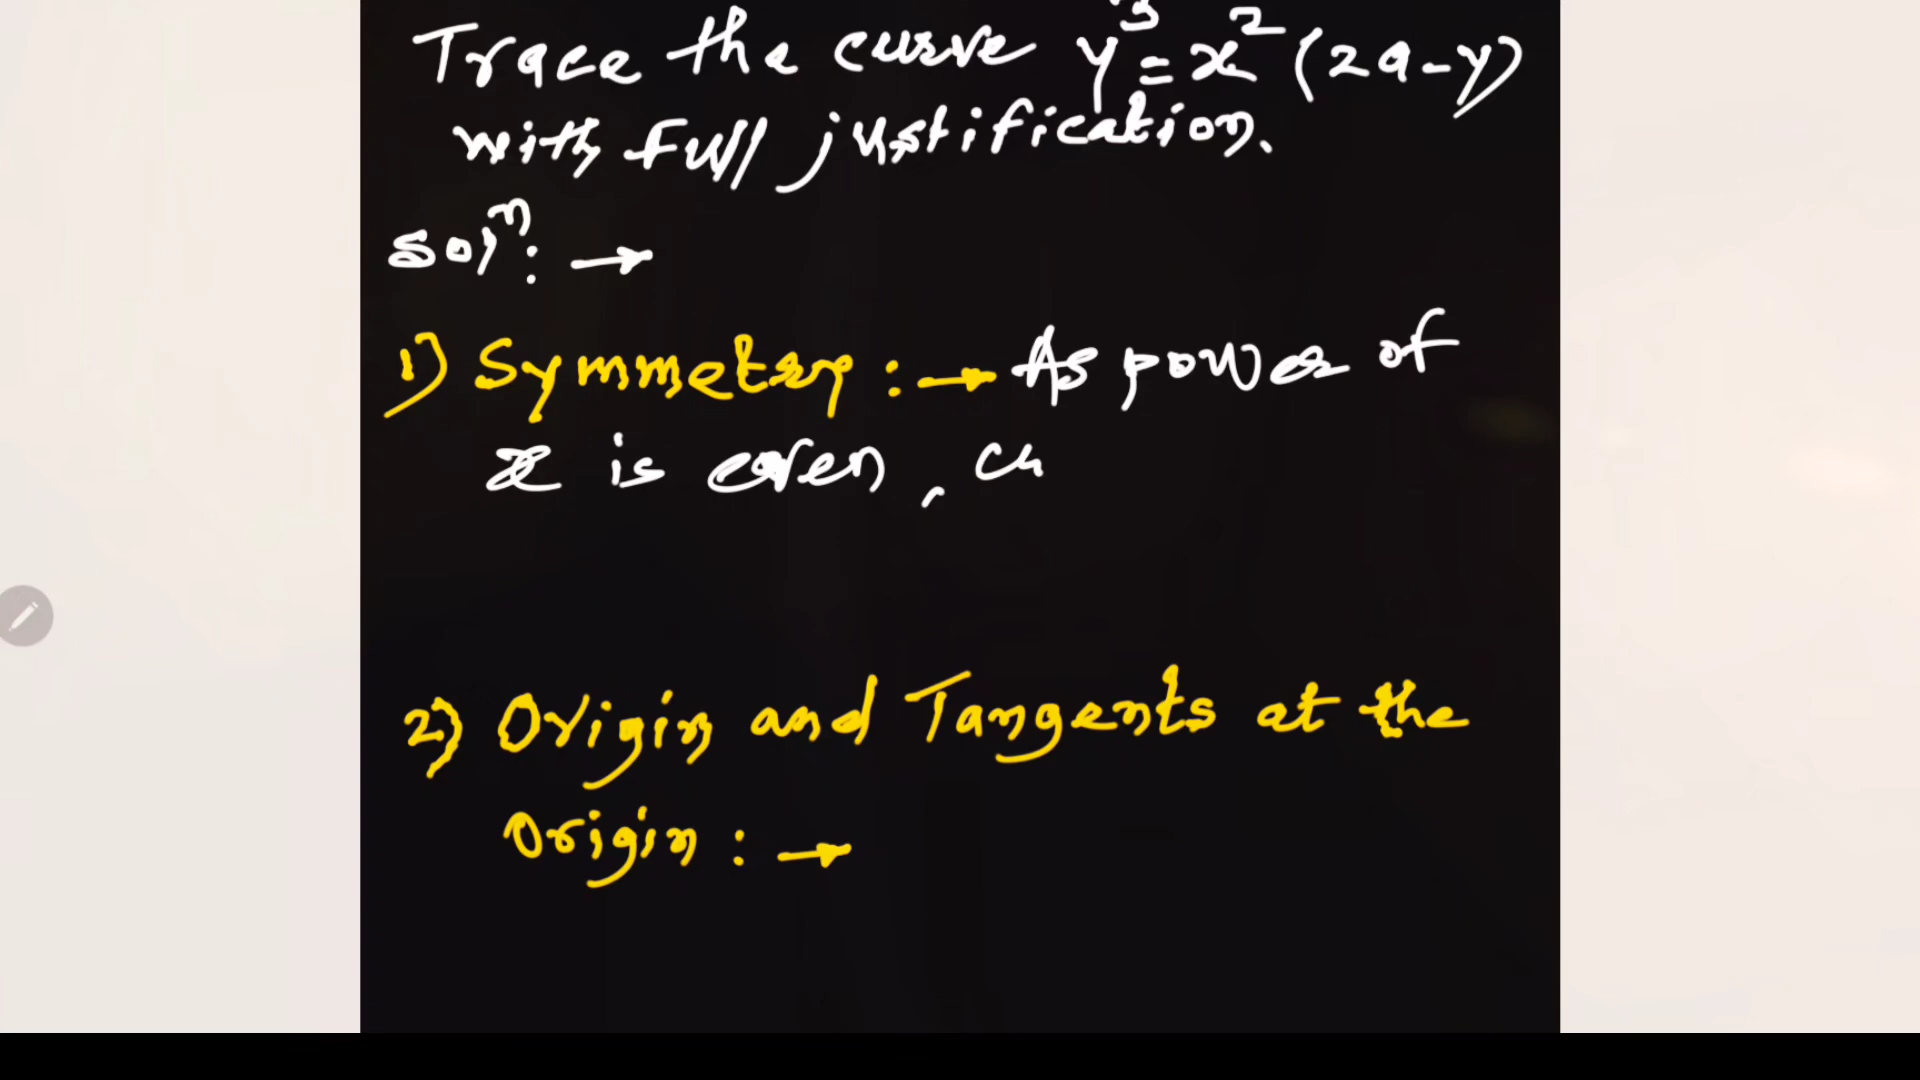 Trace the curve y³ = x² (2a-y)
with full justification.
solⁿ: →
1) Symmetry : → As power of
x is even, cu
2) Origin and Tangents at the
Origin : →